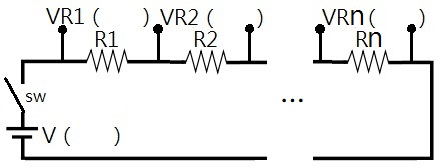 VR1 ( ) VR2 ( ) VRn ( )
R1 R2 Rn
...
sw
V ( )